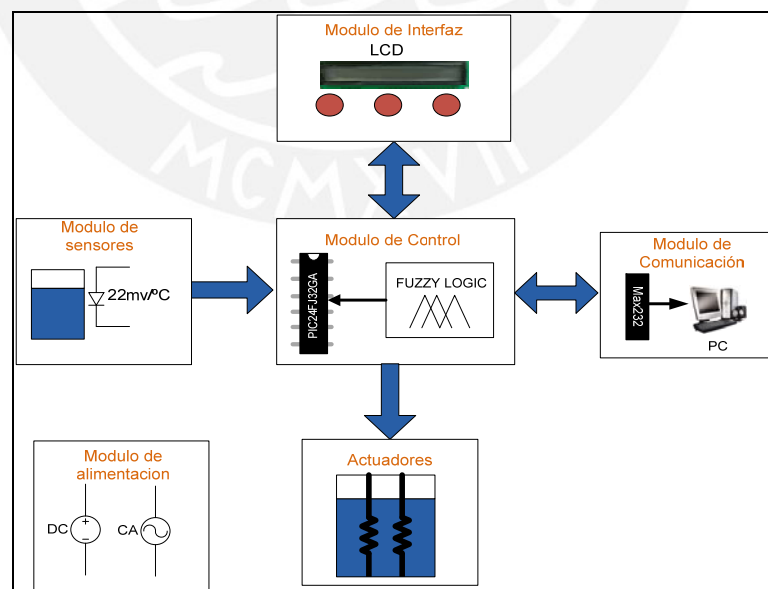 MCMXVII
Modulo de Interfaz
LCD
Modulo de
sensores
22mv/ºC
Modulo de Control
PIC24FJ32GA
FUZZY LOGIC
Modulo de
Comunicación
Max232
PC
Modulo de
alimentacion
DC
CA
Actuadores